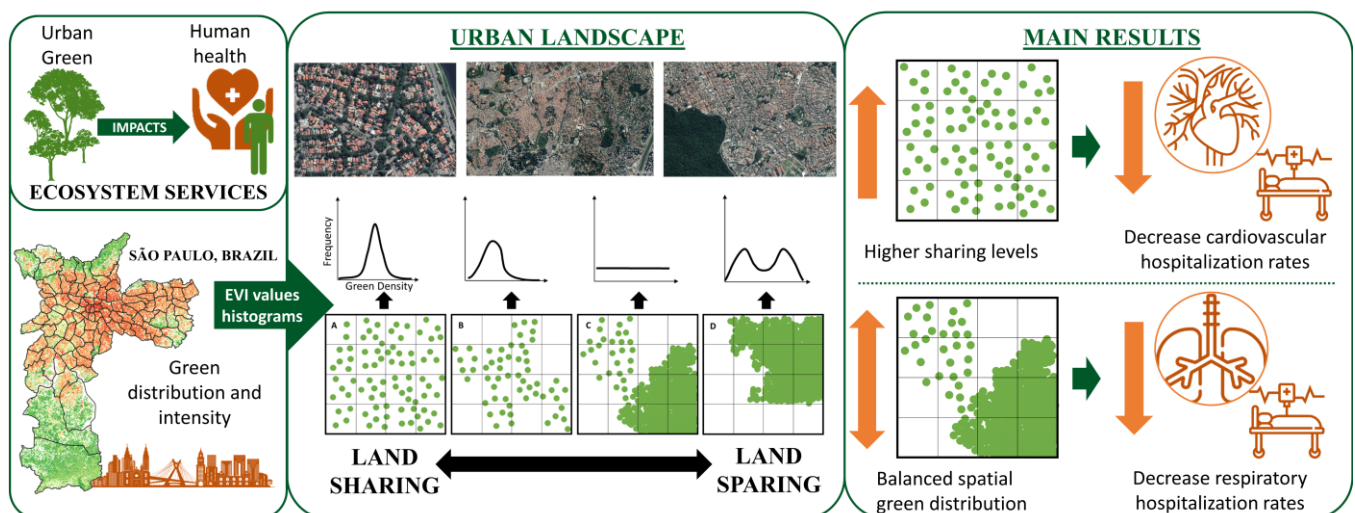 Urban
Green
Human
health
IMPACTS
ECOSYSTEM SERVICES
SÃO PAULO, BRAZIL
EVI values
histograms
Green
distribution and
intensity
URBAN LANDSCAPE
Frequency
Green Density
A
B
C
D
LAND
SHARING
LAND
SPARING
MAIN RESULTS
Higher sharing levels
Decrease cardiovascular
hospitalization rates
Balanced spatial
green distribution
Decrease respiratory
hospitalization rates